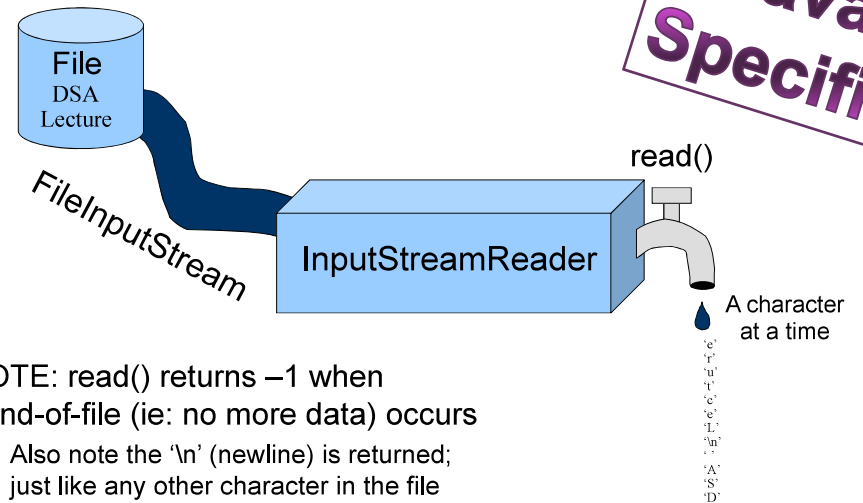 File
DSA
Lecture
Specifi
read()
FileInputStream
InputStreamReader
A character
at a time
‘e’
‘r’
‘u’
‘t’
‘c’
‘e’
‘L’
‘\n’
‘ ’
‘A’
‘S’
‘D’
OTE: read() returns –1 when
nd-of-file (ie: no more data) occurs
Also note the ‘\n’ (newline) is returned;
just like any other character in the file